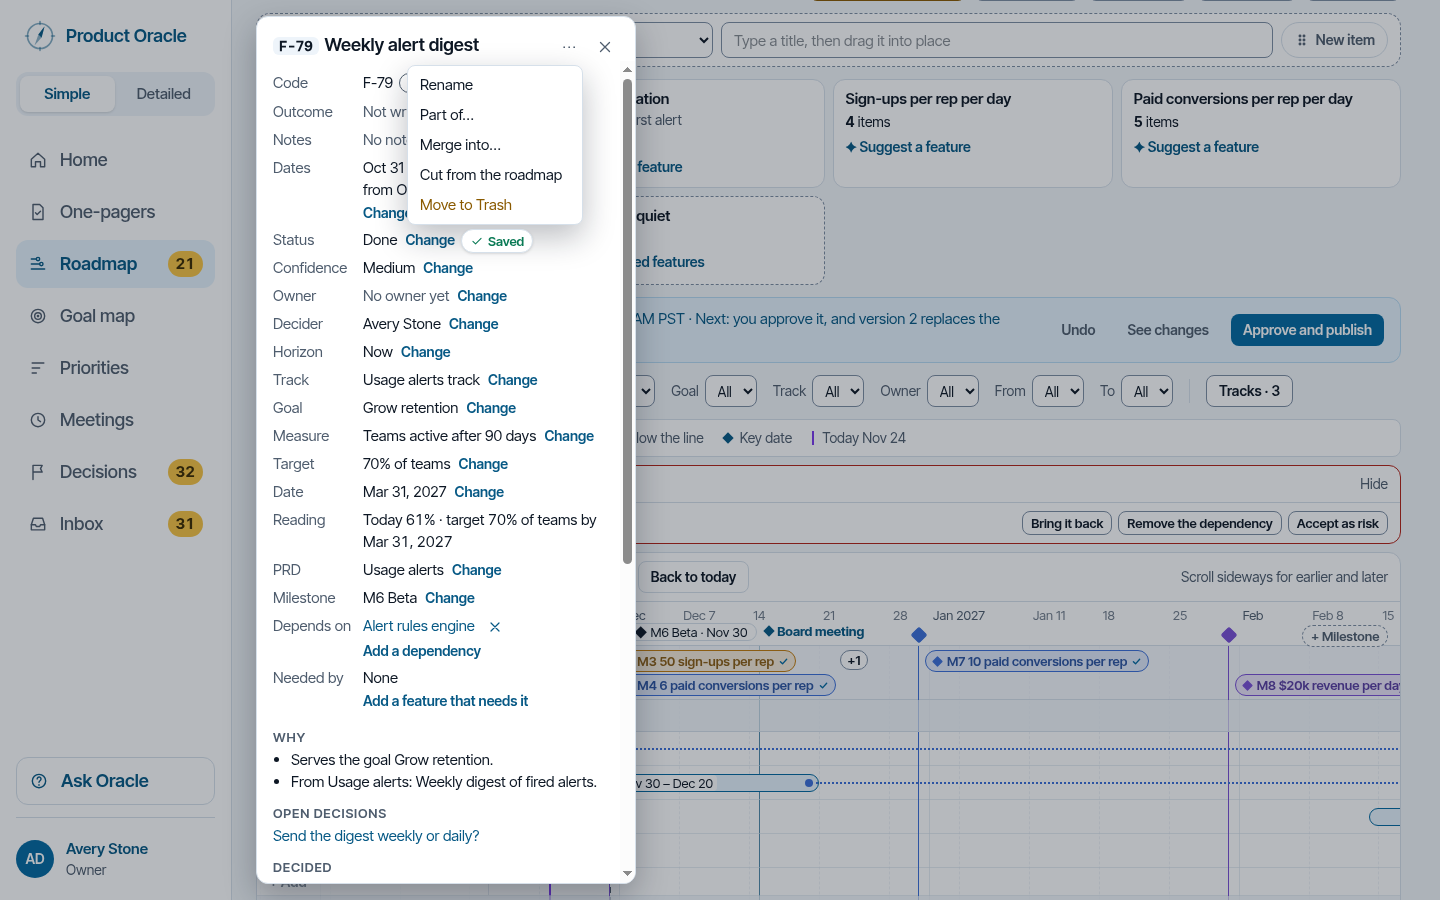 Product Oracle
Simple
Detailed
Home
One-pagers
Roadmap
21
Goal map
Priorities
Meetings
Decisions
32
Inbox
31
Ask Oracle
AD
Avery Stone
Owner
F-79
Weekly alert digest
...
Code
F-79
Outcome
Not wr
Notes
No not
Dates
Oct 31
from O
Change
Status
Done
Change
Saved
Confidence
Medium
Change
Owner
No owner yet
Change
Decider
Avery Stone
Change
Horizon
Now
Change
Track
Usage alerts track
Change
Goal
Grow retention
Change
Measure
Teams active after 90 days
Change
Target
70% of teams
Change
Date
Mar 31, 2027
Change
Reading
Today 61% · target 70% of teams by
Mar 31, 2027
PRD
Usage alerts
Change
Milestone
M6 Beta
Change
Depends on
Alert rules engine
Add a dependency
Needed by
None
Add a feature that needs it
WHY
• Serves the goal Grow retention.
• From Usage alerts: Weekly digest of fired alerts.
OPEN DECISIONS
Send the digest weekly or daily?
DECIDED
Rename
Part of...
Merge into...
Cut from the roadmap
Move to Trash
Type a title, then drag it into place
New item
ation
rst alert
feature
Sign-ups per rep per day
4 items
Suggest a feature
Paid conversions per rep per day
5 items
Suggest a feature
quiet
ed features
AM PST · Next: you approve it, and version 2 replaces the
Undo
See changes
Approve and publish
Goal
All
Track
All
Owner
All
From
All
To
All
Tracks · 3
low the line
Key date
Today Nov 24
Hide
Bring it back
Remove the dependency
Accept as risk
Back to today
Scroll sideways for earlier and later
ec
Dec 7
14
21
28
Jan 2027
Jan 11
18
25
Feb
Feb 8
15
M6 Beta · Nov 30
Board meeting
+ Milestone
M3 50 sign-ups per rep
+1
M7 10 paid conversions per rep
M4 6 paid conversions per rep
M8 $20k revenue per day
v 30 – Dec 20
+ Add